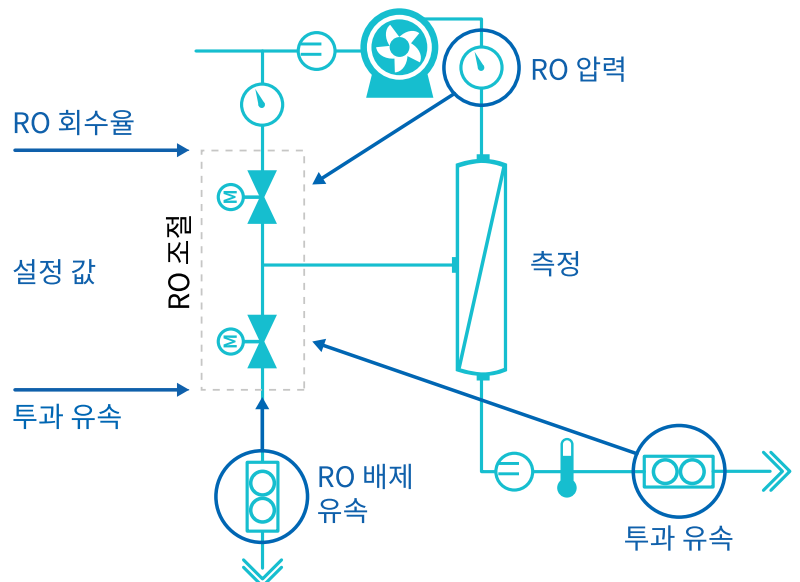 RO 압력
RO 회수율
M
RO 조절
설정 값
측정
M
투과 유속
RO 배제
유속
투과 유속